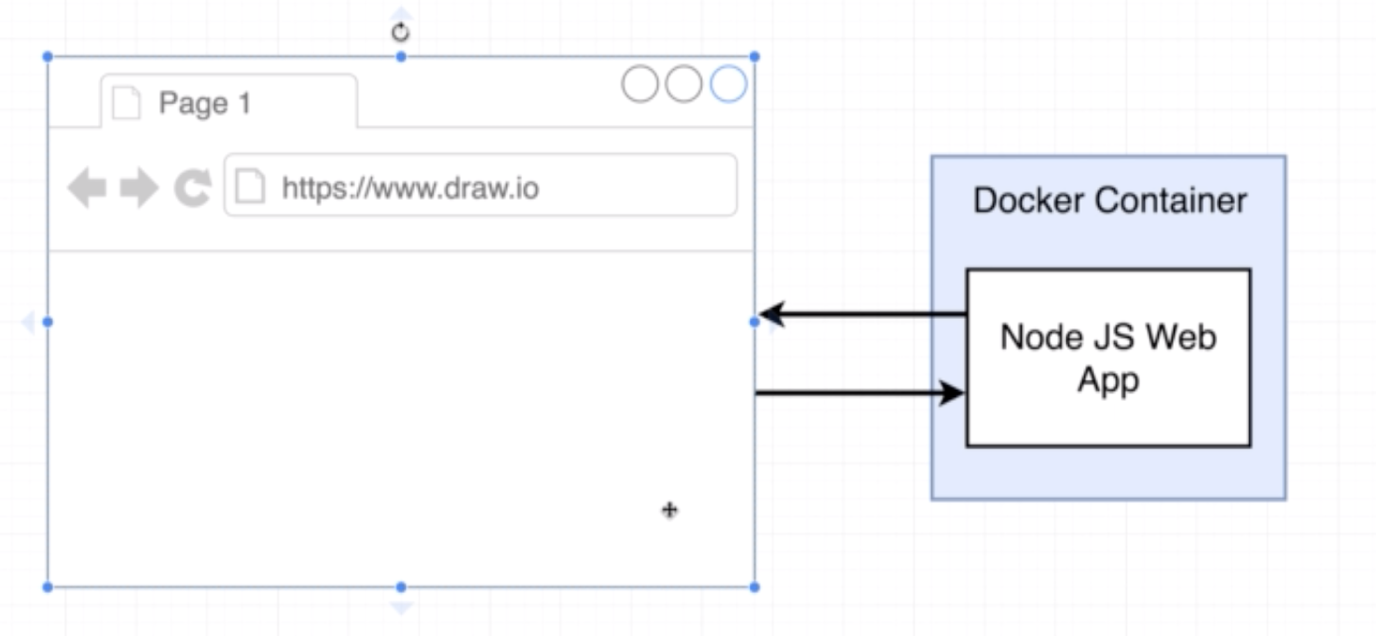 Page 1
https://www.draw.io
Docker Container
Node JS Web
App